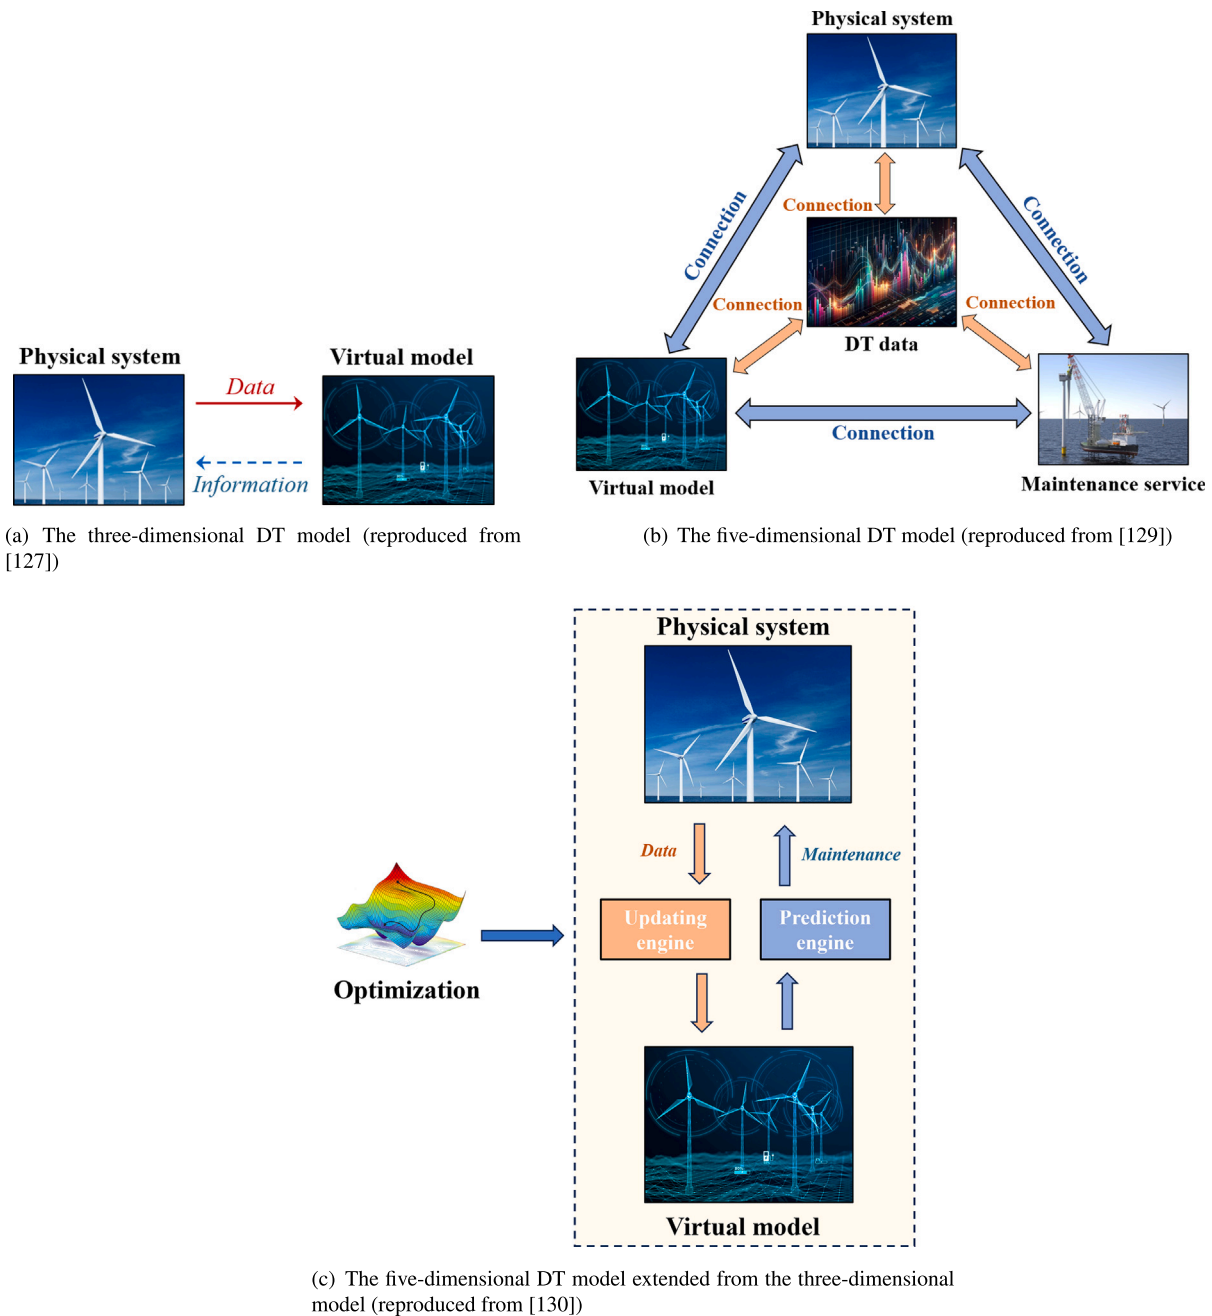 Physical system
Connection
Connection
Connection
Connection
Connection
DT data
Connection
Virtual model
Maintenance service
Physical system
Virtual model
Data
Information
(a) The three-dimensional DT model (reproduced from
[127])
(b) The five-dimensional DT model (reproduced from [129])
Physical system
Data
Maintenance
Updating
engine
Prediction
engine
Optimization
Virtual model
(c) The five-dimensional DT model extended from the three-dimensional
model (reproduced from [130])